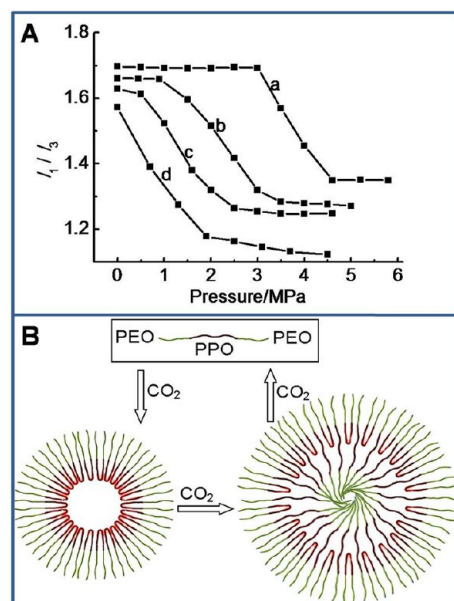 A
I₁ / I₃
1.8
1.6
1.4
1.2
a
b
c
d
0 1 2 3 4 5 6
Pressure/MPa
B
PEO PEO
PPO
CO₂ CO₂
CO₂